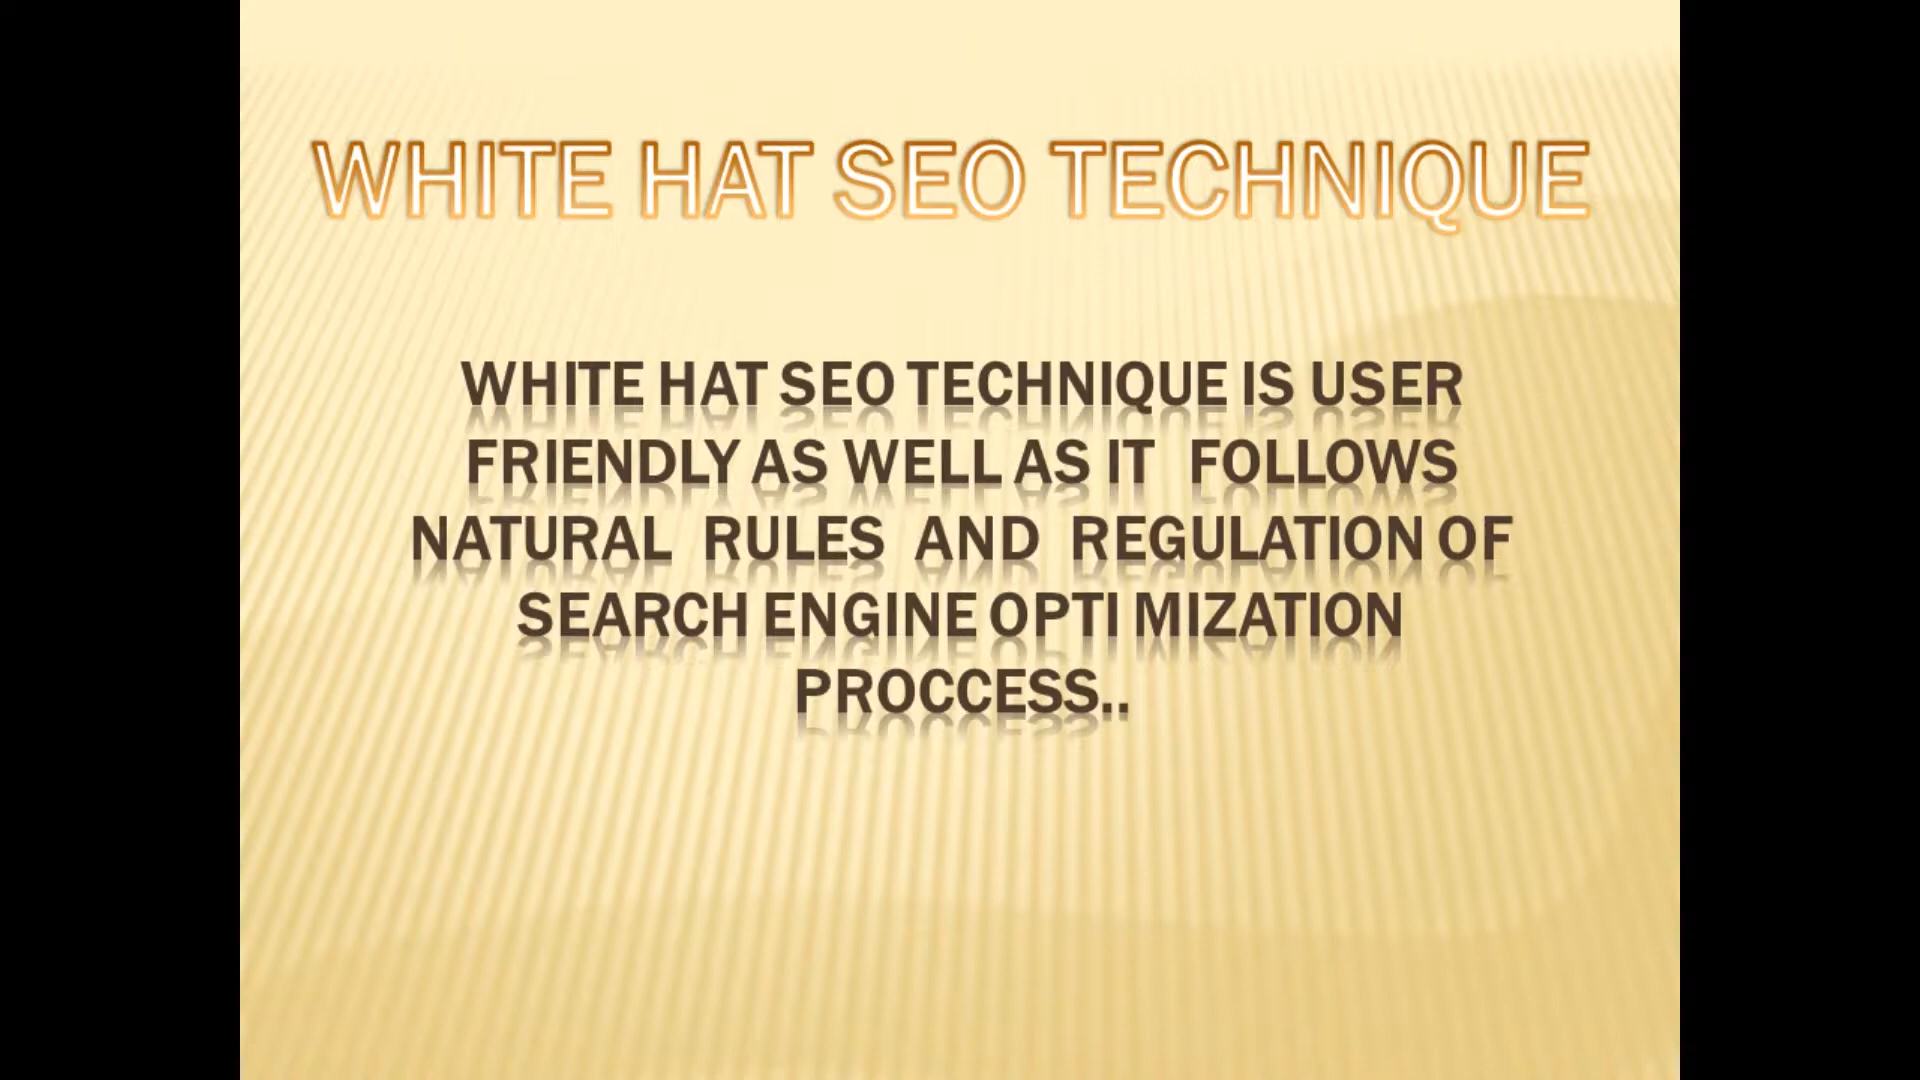 WHITE HAT SEO TECHNIQUE
WHITE HAT SEO TECHNIQUE IS USER
FRIENDLY AS WELL AS IT FOLLOWS
NATURAL RULES AND REGULATION OF
SEARCH ENGINE OPTI MIZATION
PROCCESS..